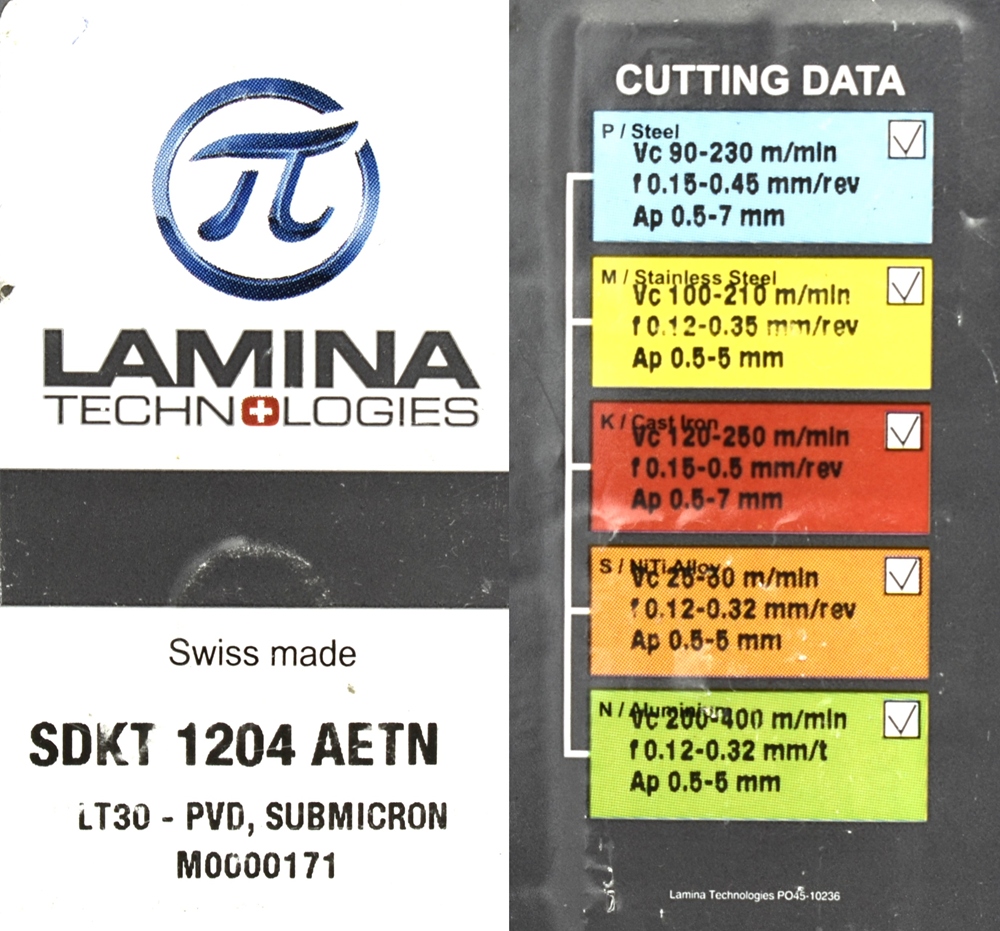 π
LAMINA
TECHNOLOGIES
Swiss made
SDKT 1204 AETN
LT30 - PVD, SUBMICRON
M0000171
CUTTING DATA
P / Steel
Vc 90-230 m/min
f 0.15-0.45 mm/rev
Ap 0.5-7 mm
M / Stainless Steel
Vc 100-210 m/min
f 0.12-0.35 mm/rev
Ap 0.5-5 mm
K / Cast Iron
Vc 120-250 m/min
f 0.15-0.5 mm/rev
Ap 0.5-7 mm
S / NiTi Alloy
Vc 25-80 m/min
f 0.12-0.32 mm/rev
Ap 0.5-5 mm
N / Aluminium
Vc 200-400 m/min
f 0.12-0.32 mm/t
Ap 0.5-5 mm
Lamina Technologies PO45-10236